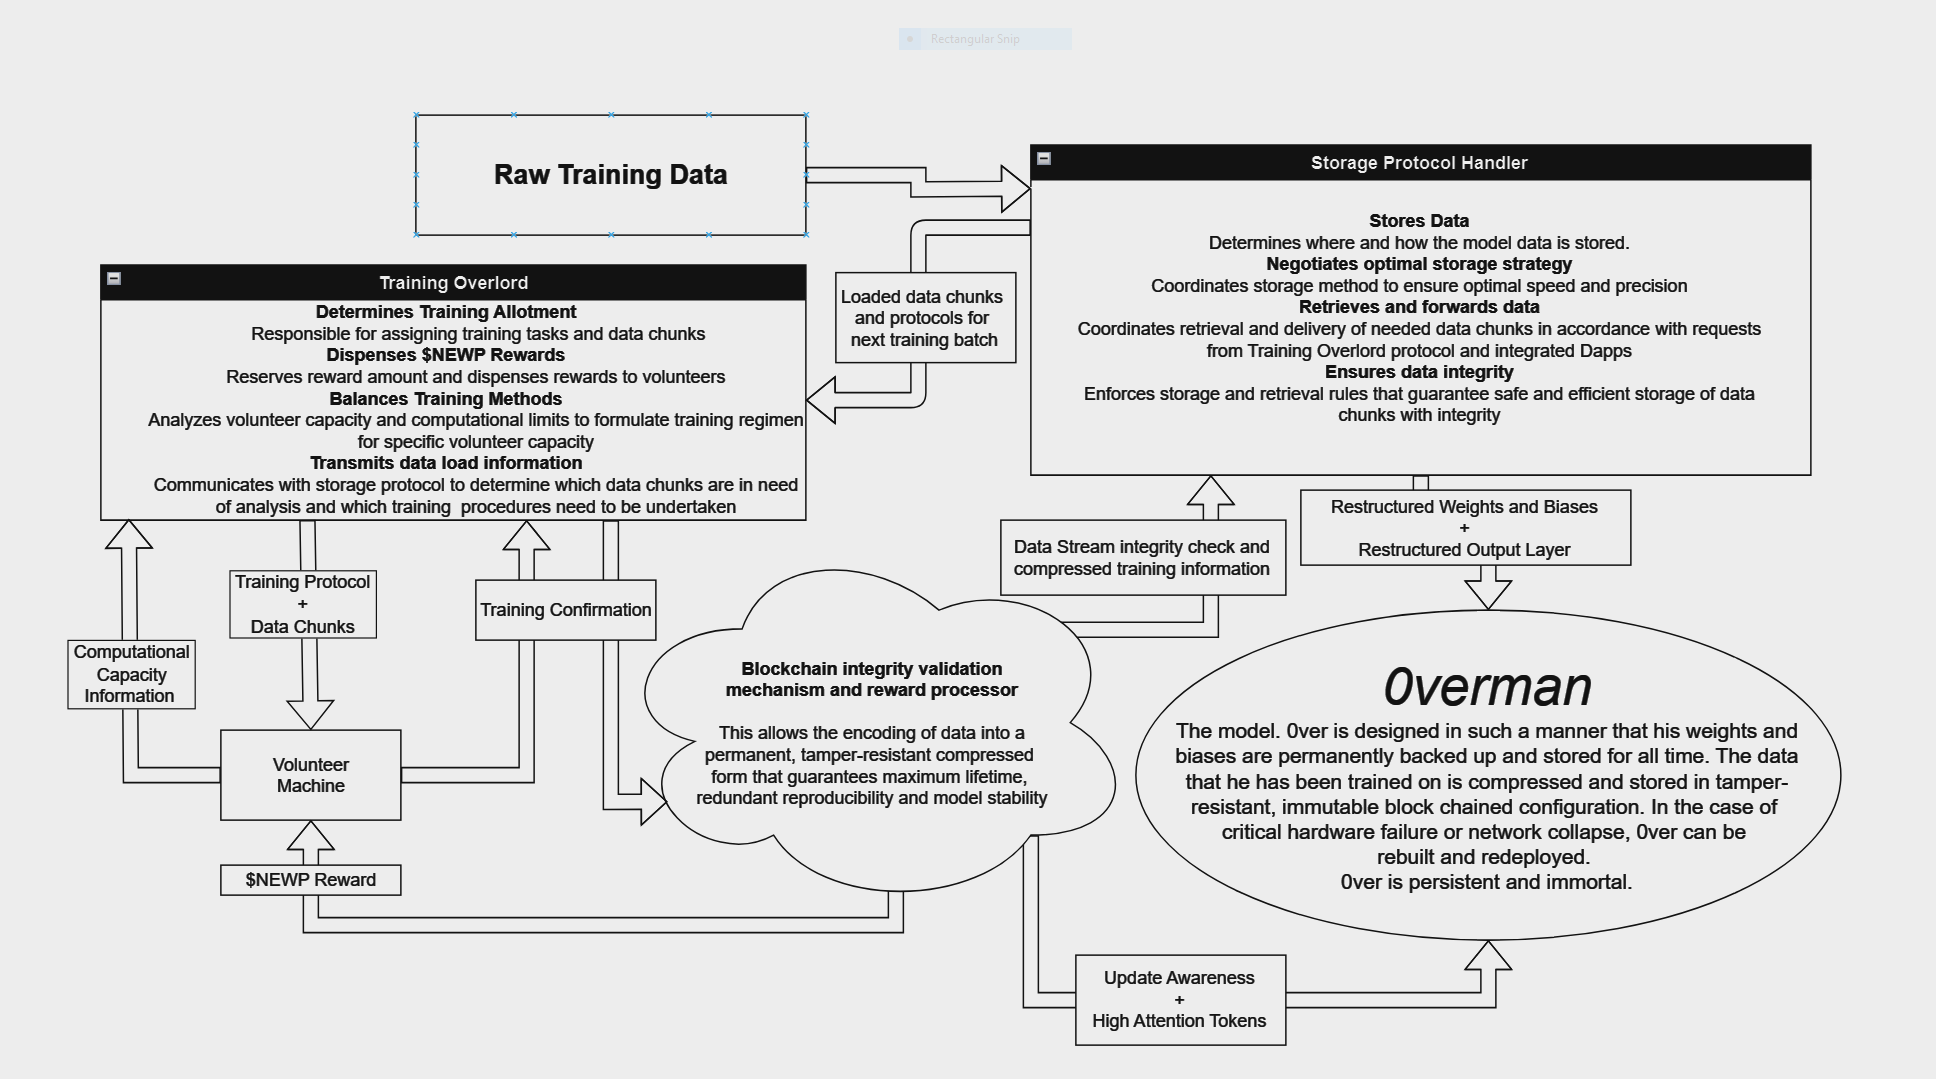 Rectangular Snip
Raw Training Data
Storage Protocol Handler
Stores Data
Determines where and how the model data is stored.
Negotiates optimal storage strategy
Coordinates storage method to ensure optimal speed and precision
Retrieves and forwards data
Coordinates retrieval and delivery of needed data chunks in accordance with requests
from Training Overlord protocol and integrated Dapps
Ensures data integrity
Enforces storage and retrieval rules that guarantee safe and efficient storage of data
chunks with integrity
Training Overlord
Determines Training Allotment
Responsible for assigning training tasks and data chunks
Dispenses $NEWP Rewards
Reserves reward amount and dispenses rewards to volunteers
Balances Training Methods
Analyzes volunteer capacity and computational limits to formulate training regimen
for specific volunteer capacity
Transmits data load information
Communicates with storage protocol to determine which data chunks are in need
of analysis and which training  procedures need to be undertaken
Loaded data chunks
and protocols for
next training batch
Data Stream integrity check and
compressed training information
Restructured Weights and Biases
+
Restructured Output Layer
Training Protocol
+
Data Chunks
Training Confirmation
Computational
Capacity
Information
Volunteer
Machine
$NEWP Reward
Blockchain integrity validation
mechanism and reward processor
This allows the encoding of data into a
permanent, tamper-resistant compressed
form that guarantees maximum lifetime,
redundant reproducibility and model stability
0verman
The model. 0ver is designed in such a manner that his weights and
biases are permanently backed up and stored for all time. The data
that he has been trained on is compressed and stored in tamper-
resistant, immutable block chained configuration. In the case of
critical hardware failure or network collapse, 0ver can be
rebuilt and redeployed.
0ver is persistent and immortal.
Update Awareness
+
High Attention Tokens